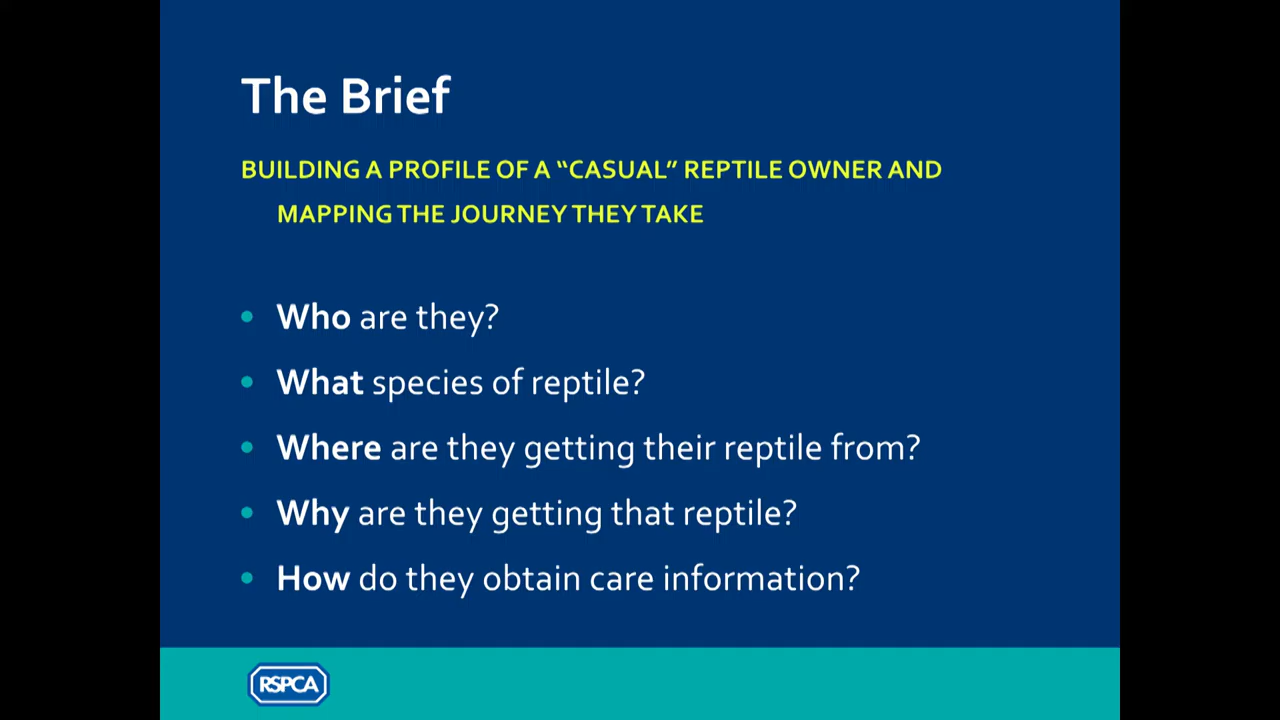 The Brief
BUILDING A PROFILE OF A “CASUAL” REPTILE OWNER AND
MAPPING THE JOURNEY THEY TAKE
• Who are they?
• What species of reptile?
• Where are they getting their reptile from?
• Why are they getting that reptile?
• How do they obtain care information?
RSPCA